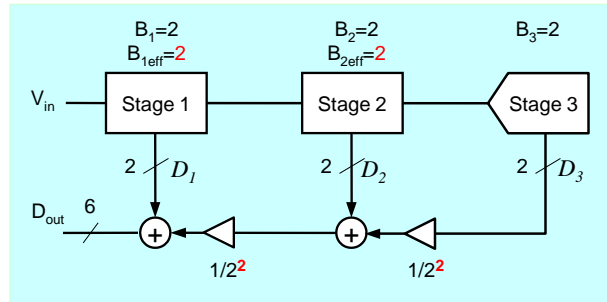 B₁=2 B₂=2 B₃=2
B₁eff=2 B₂eff=2
Vin Stage 1 Stage 2 Stage 3
2 D₁ 2 D₂ 2 D₃
Dout 6 + +
1/2² 1/2²